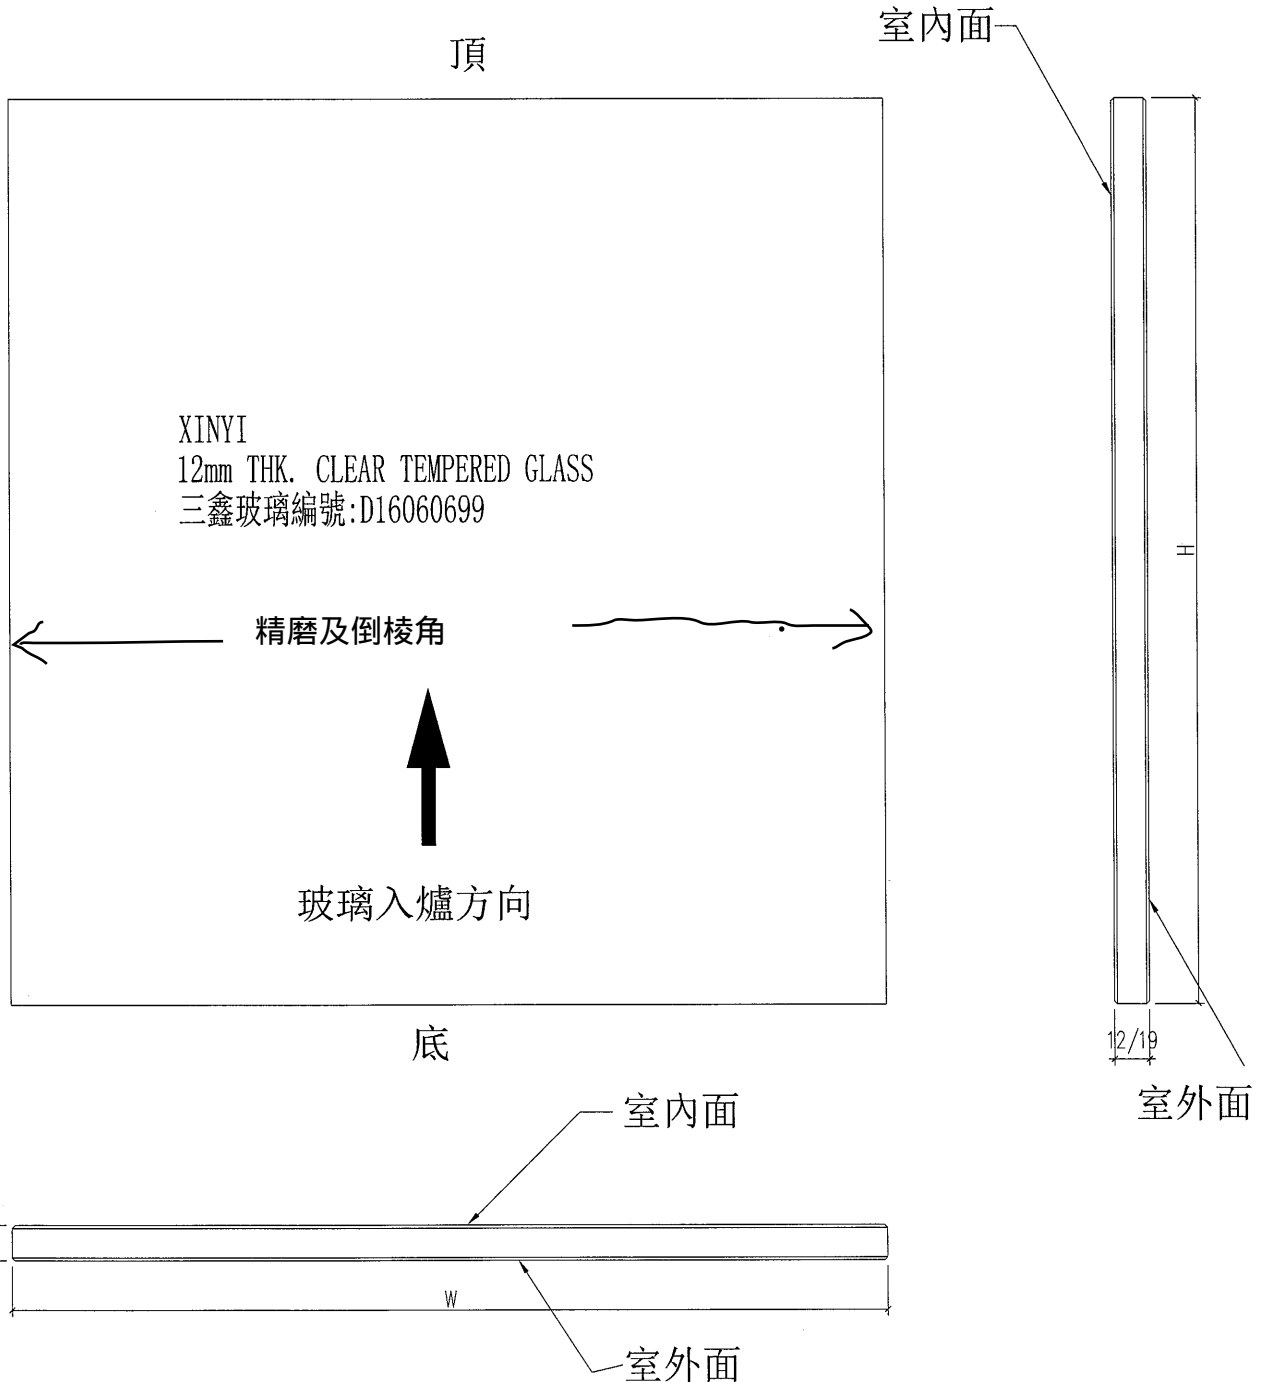 室內面
頂
XINYI
12mm THK. CLEAR TEMPERED GLASS
三鑫玻璃編號:D16060699
H
精磨及倒棱角
玻璃入爐方向
底
12/19
室外面
室內面
W
室外面